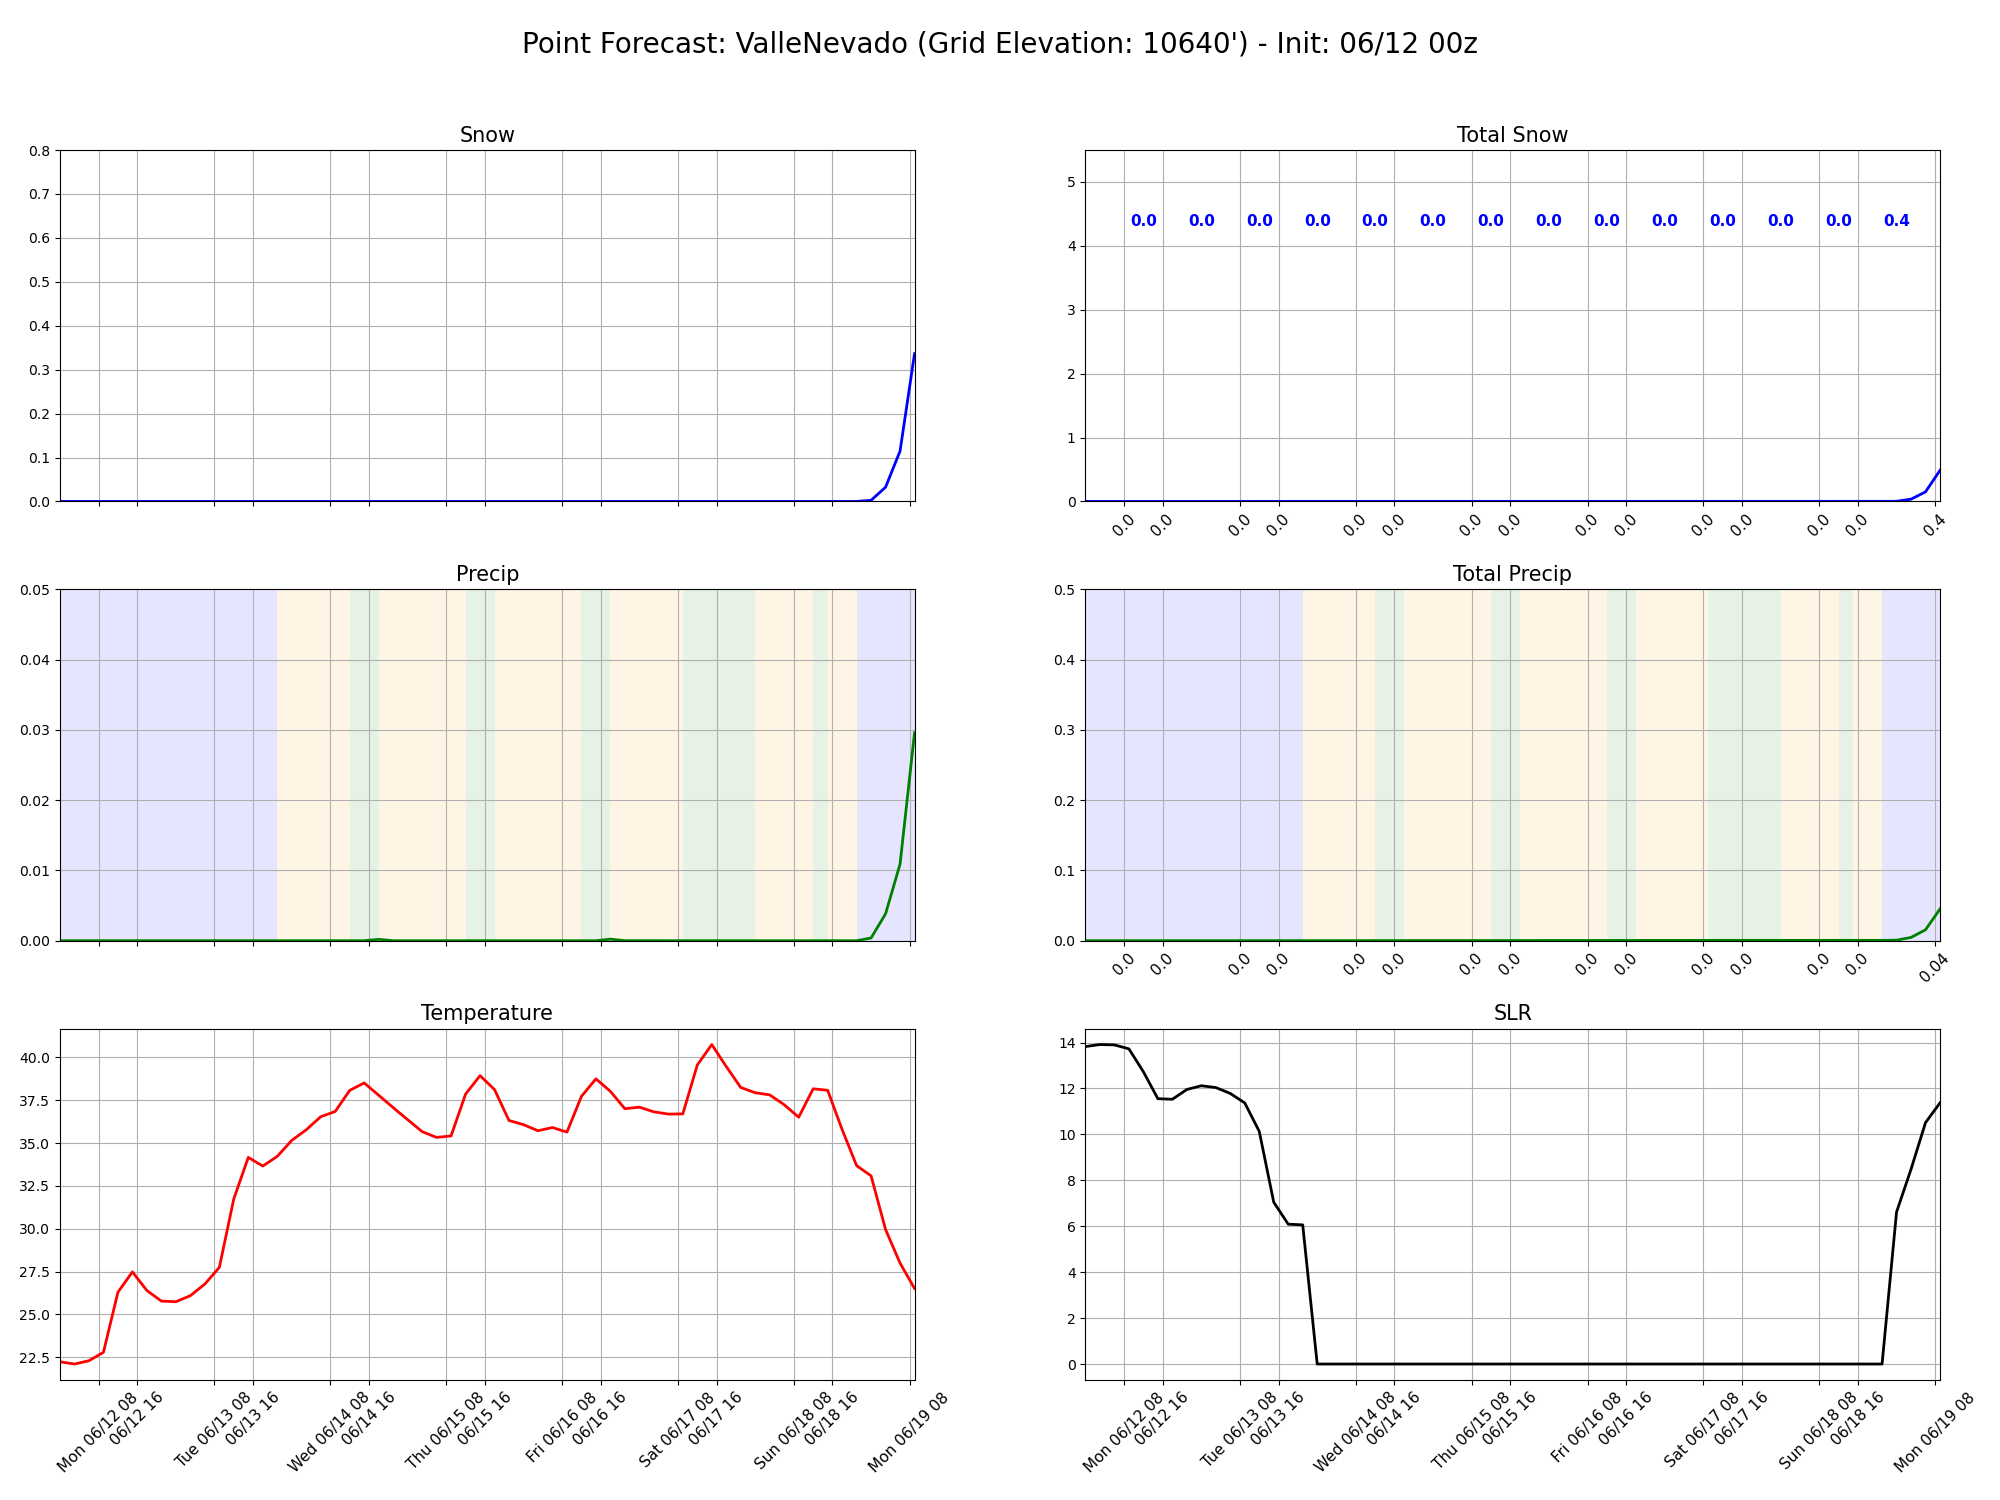 Point Forecast: ValleNevado (Grid Elevation: 10640') - Init: 06/12 00z
Snow
0.8
0.7
0.6
0.5
0.4
0.3
0.2
0.1
0.0
Total Snow
5
4
3
2
1
0
0.0 0.0 0.0 0.0 0.0 0.0 0.0 0.0 0.0 0.0 0.0 0.0 0.0 0.4
0.0 0.0 0.0 0.0 0.0 0.0 0.0 0.0 0.0 0.0 0.0 0.0 0.0 0.0 0.4
Precip
0.05
0.04
0.03
0.02
0.01
0.00
Total Precip
0.5
0.4
0.3
0.2
0.1
0.0
0.0 0.0 0.0 0.0 0.0 0.0 0.0 0.0 0.0 0.0 0.0 0.0 0.0 0.0 0.04
Temperature
40.0
37.5
35.0
32.5
30.0
27.5
25.0
22.5
Mon 06/12 08
06/12 16
Tue 06/13 08
06/13 16
Wed 06/14 08
06/14 16
Thu 06/15 08
06/15 16
Fri 06/16 08
06/16 16
Sat 06/17 08
06/17 16
Sun 06/18 08
06/18 16
Mon 06/19 08
SLR
14
12
10
8
6
4
2
0
Mon 06/12 08
06/12 16
Tue 06/13 08
06/13 16
Wed 06/14 08
06/14 16
Thu 06/15 08
06/15 16
Fri 06/16 08
06/16 16
Sat 06/17 08
06/17 16
Sun 06/18 08
06/18 16
Mon 06/19 08